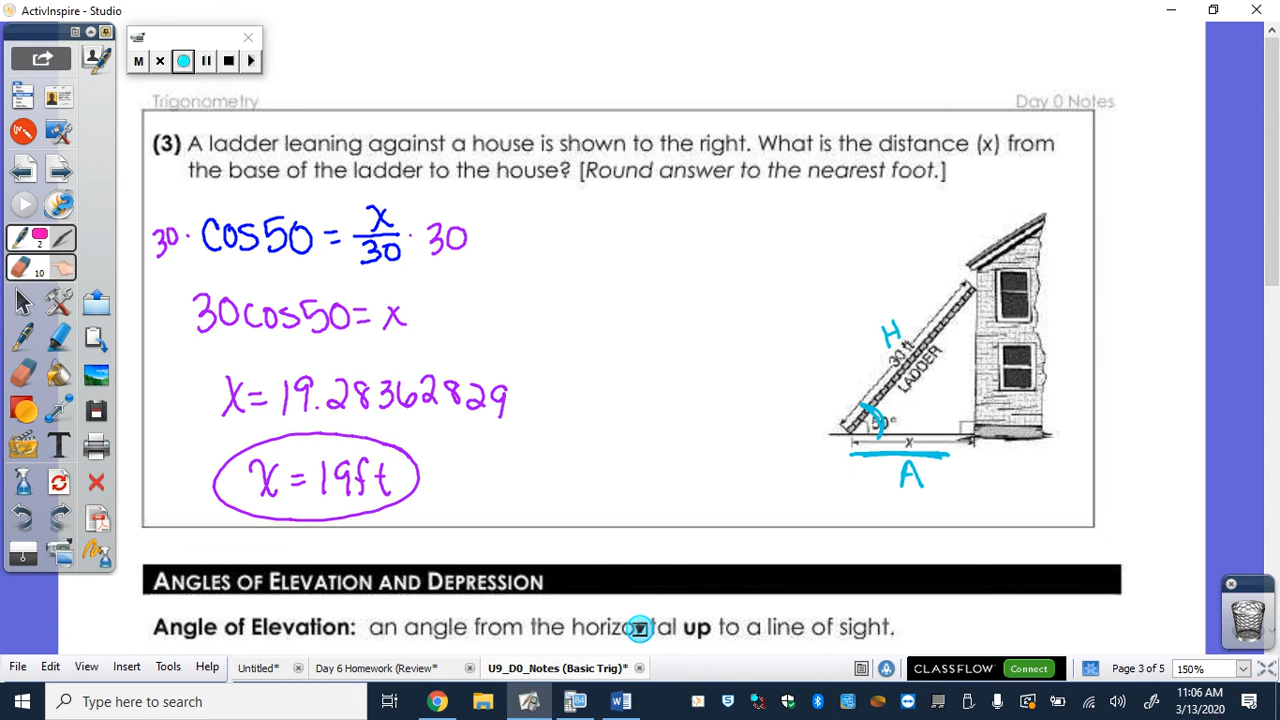 ActivInspire - Studio
M
Trigonometry
Day 0 Notes
(3) A ladder leaning against a house is shown to the right. What is the distance (x) from
the base of the ladder to the house? [Round answer to the nearest foot.]
30 · cos50 = x/30 · 30
30cos50 = x
x = 19.28362829
x = 19ft
H
30 ft
LADDER
50°
x
A
2
10
T
ANGLES OF ELEVATION AND DEPRESSION
Angle of Elevation: an angle from the horizontal up to a line of sight.
File Edit View Insert Tools
Untitled*
Day 6 Homework (Review*
U9_D0_Notes (Basic Trig)*
CLASSFLOW Connect
Page 3 of 5
150%
Type here to search
11:06 AM
3/13/2020